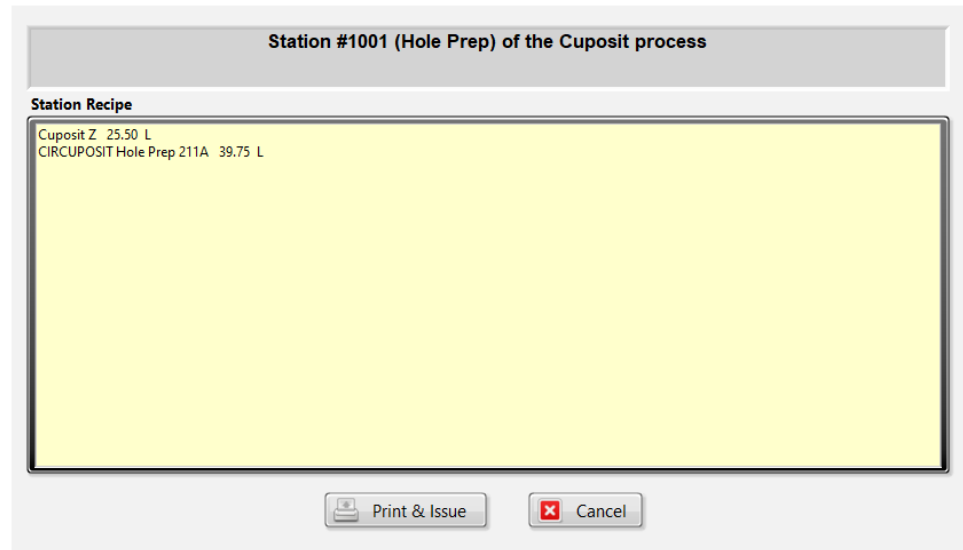 Station #1001 (Hole Prep) of the Cuposit process
Station Recipe
Cuposit Z 25.50 L
CIRCUPOSIT Hole Prep 211A 39.75 L
Print & Issue
Cancel